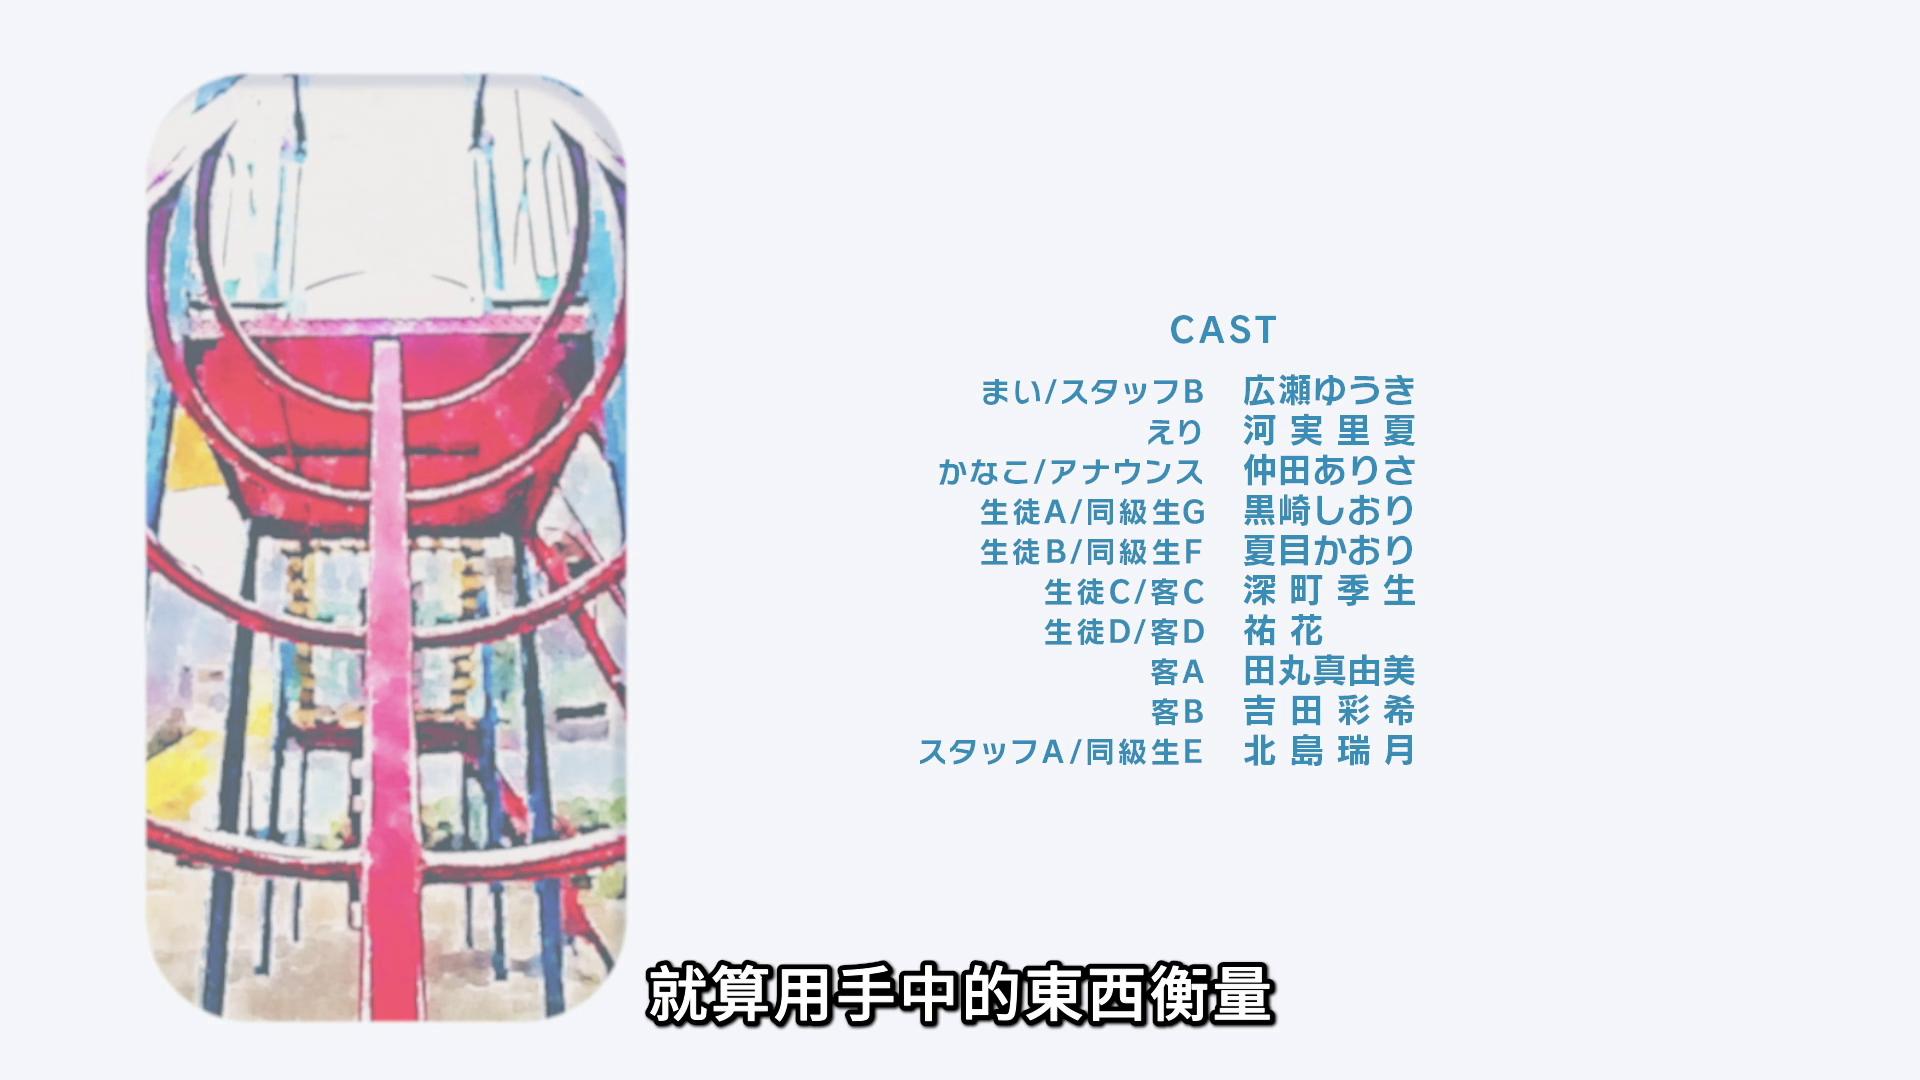 CAST
まい/スタッフB 広瀬ゆうき
えり 河実里夏
かなこ/アナウンス 仲田ありさ
生徒A/同級生G 黒崎しおり
生徒B/同級生F 夏目かおり
生徒C/客C 深町季生
生徒D/客D 祐花
客A 田丸真由美
客B 吉田彩希
スタッフA/同級生E 北島瑞月
就算用手中的東西衡量